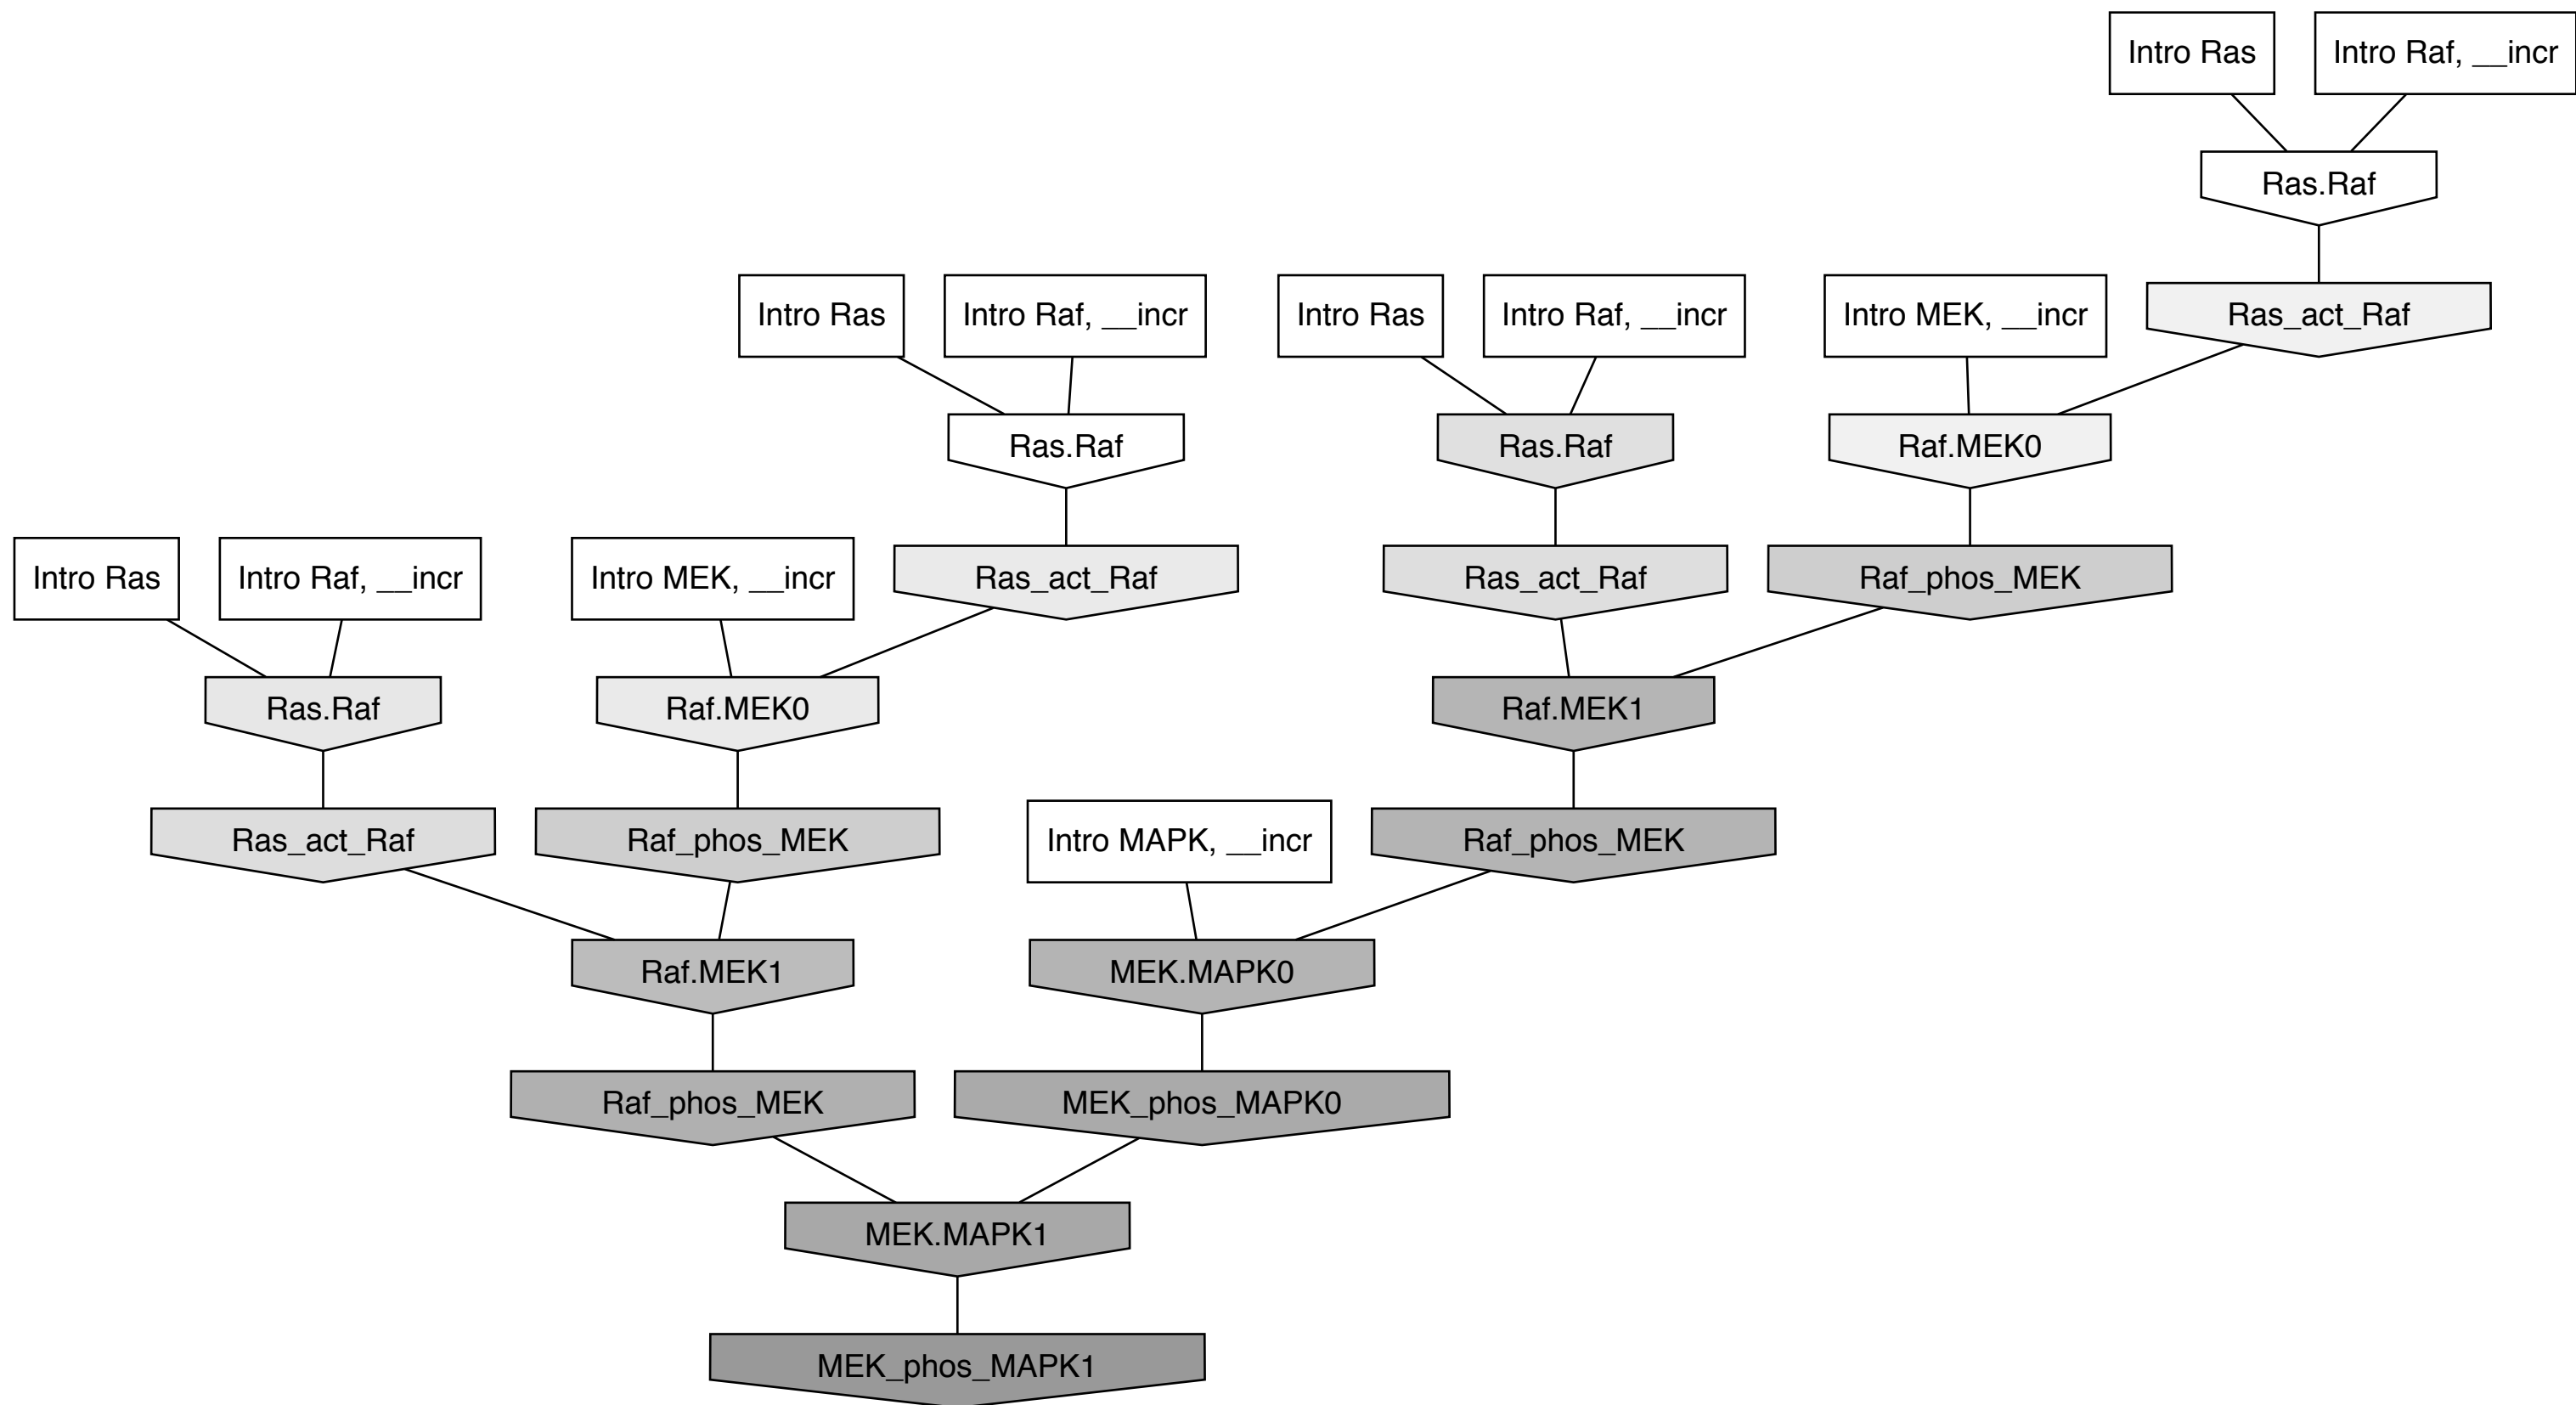 Intro Ras
Intro Raf, __incr
Ras.Raf
Intro Ras
Intro Raf, __incr
Intro Ras
Intro Raf, __incr
Intro MEK, __incr
Ras_act_Raf
Ras.Raf
Ras.Raf
Raf.MEK0
Intro Ras
Intro Raf, __incr
Intro MEK, __incr
Ras_act_Raf
Ras_act_Raf
Raf_phos_MEK
Ras.Raf
Raf.MEK0
Raf.MEK1
Ras_act_Raf
Raf_phos_MEK
Intro MAPK, __incr
Raf_phos_MEK
Raf.MEK1
MEK.MAPK0
Raf_phos_MEK
MEK_phos_MAPK0
MEK.MAPK1
MEK_phos_MAPK1